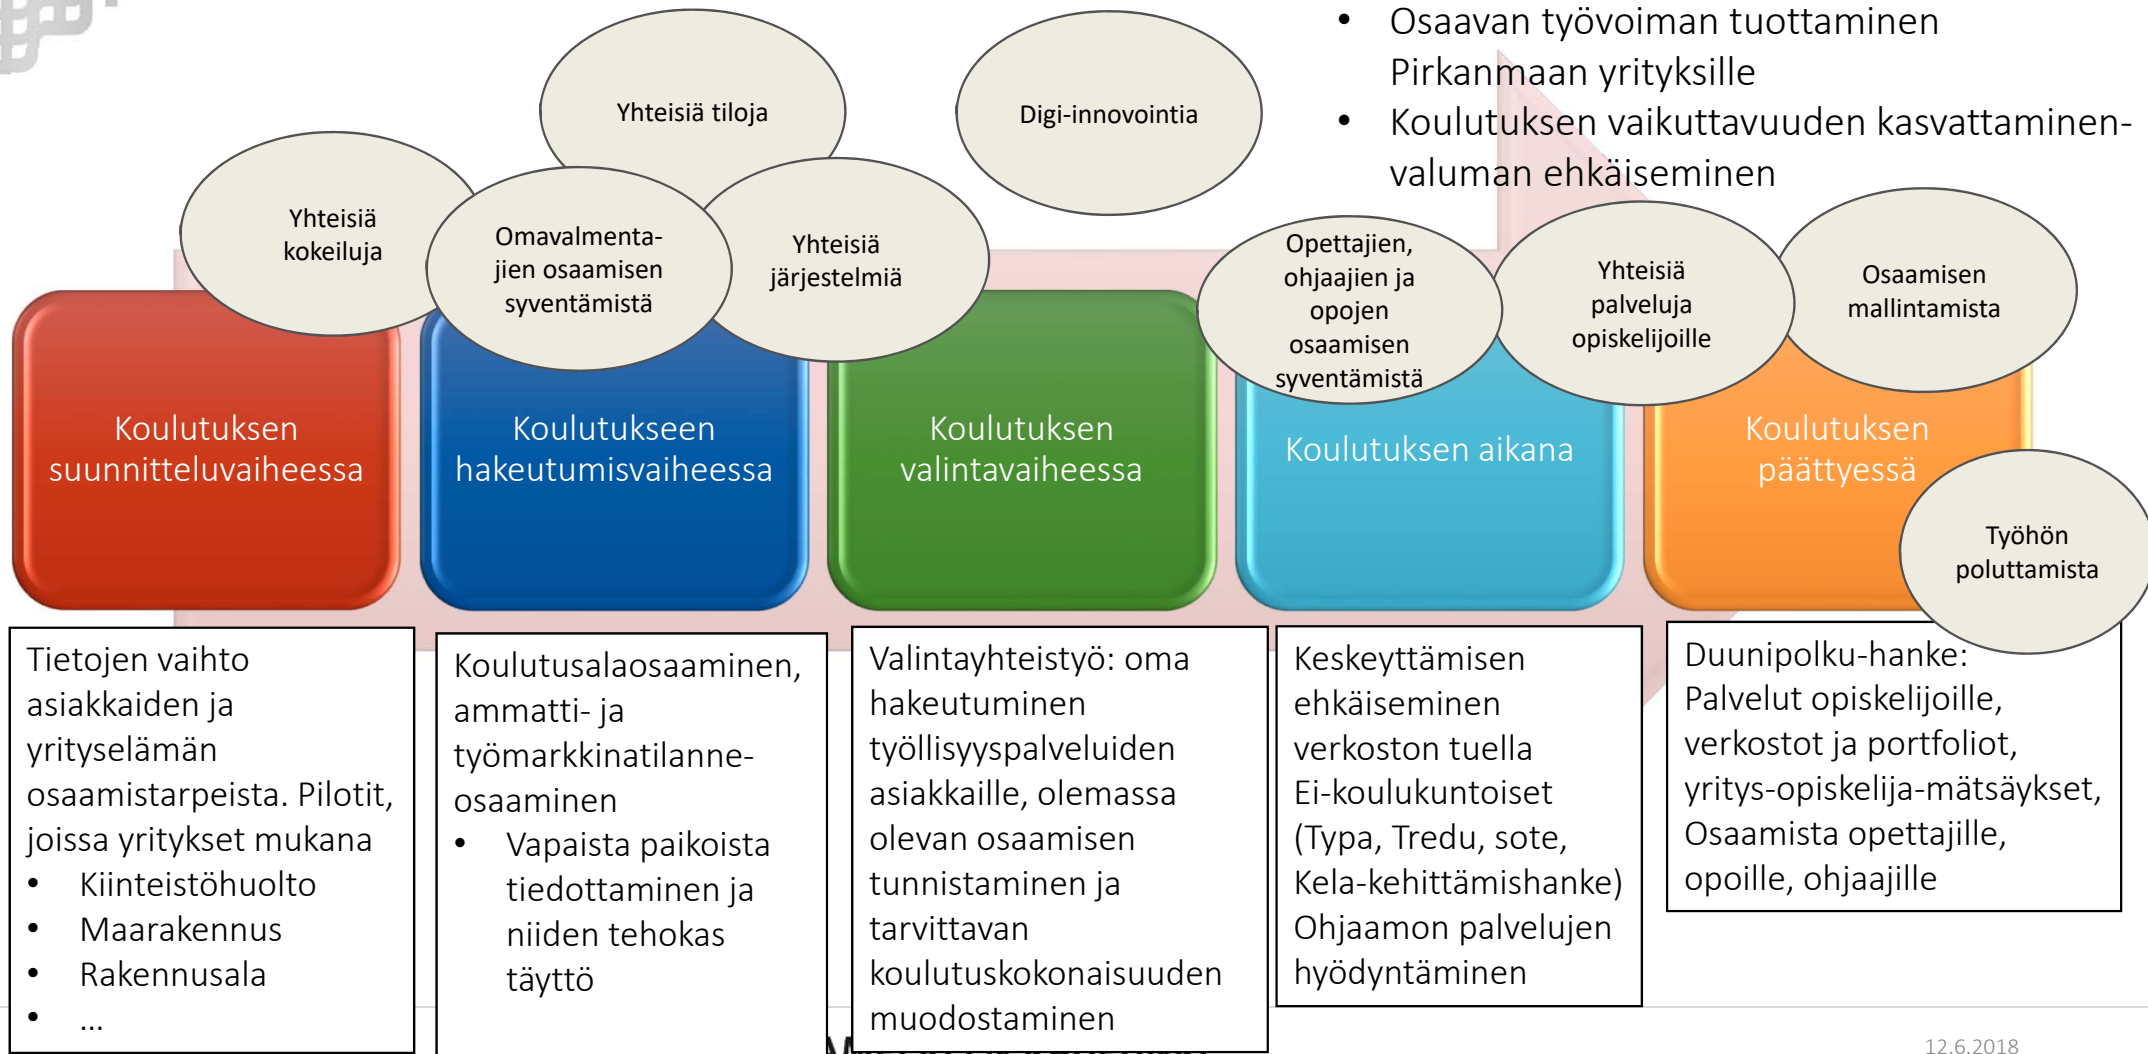 • Osaavan työvoiman tuottaminen
Pirkanmaan yrityksille
• Koulutuksen vaikuttavuuden kasvattaminen-
valuman ehkäiseminen
Yhteisiä tiloja
Digi-innovointia
Yhteisiä
kokeiluja
Omavalmenta-
jien osaamisen
syventämistä
Yhteisiä
järjestelmiä
Opettajien,
ohjaajien ja
opojen
osaamisen
syventämistä
Yhteisiä
palveluja
opiskelijoille
Osaamisen
mallintamista
Koulutuksen
suunnitteluvaiheessa
Koulutukseen
hakeutumisvaiheessa
Koulutuksen
valintavaiheessa
Koulutuksen aikana
Koulutuksen
päättyessä
Työhön
poluttamista
Tietojen vaihto
asiakkaiden ja
yrityselämän
osaamistarpeista. Pilotit,
joissa yritykset mukana
• Kiinteistöhuolto
• Maarakennus
• Rakennusala
• ...
Koulutusalaosaaminen,
ammatti- ja
työmarkkinatilanne-
osaaminen
• Vapaista paikoista
tiedottaminen ja
niiden tehokas
täyttö
Valintayhteistyö: oma
hakeutuminen
työllisyyspalveluiden
asiakkaille, olemassa
olevan osaamisen
tunnistaminen ja
tarvittavan
koulutuskokonaisuuden
muodostaminen
Keskeyttämisen
ehkäiseminen
verkoston tuella
Ei-koulukuntoiset
(Typa, Tredu, sote,
Kela-kehittämishanke)
Ohjaamon palvelujen
hyödyntäminen
Duunipolku-hanke:
Palvelut opiskelijoille,
verkostot ja portfoliot,
yritys-opiskelija-mätsäykset,
Osaamista opettajille,
opoille, ohjaajille
12.6.2018